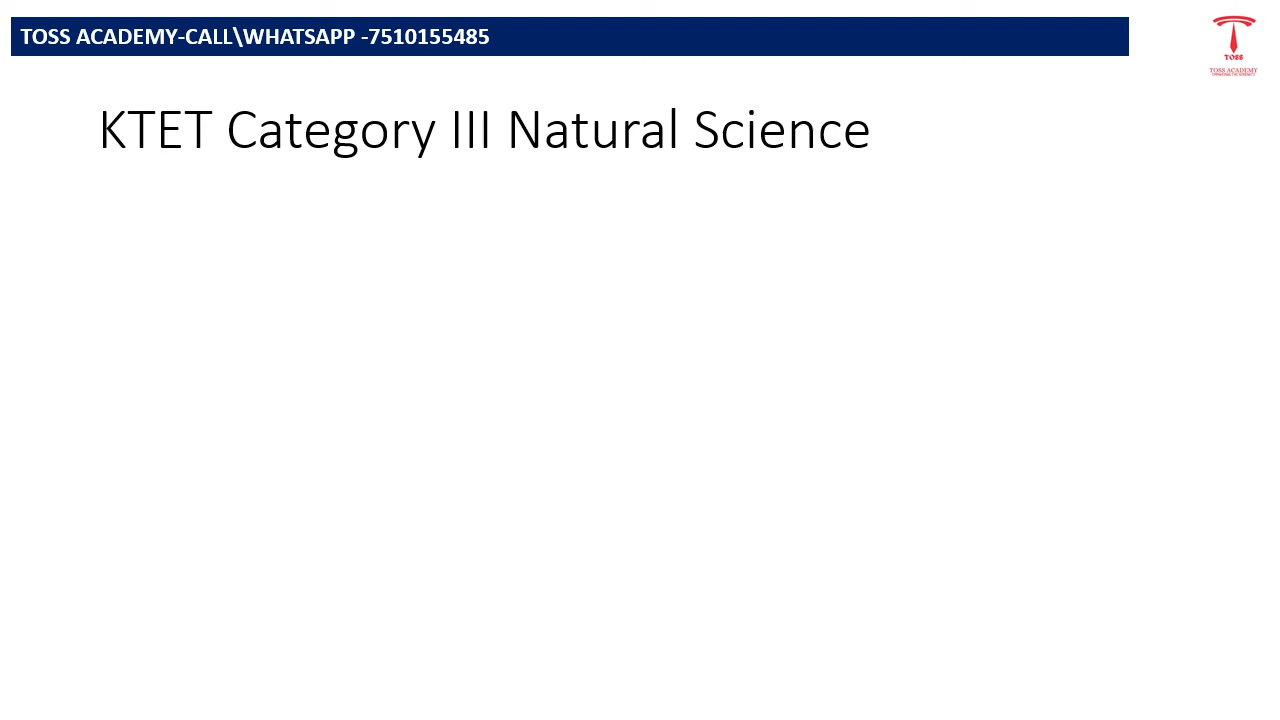 TOSS ACADEMY-CALL\WHATSAPP -7510155485
TOSS
TOSS ACADEMY
KTET Category III Natural Science